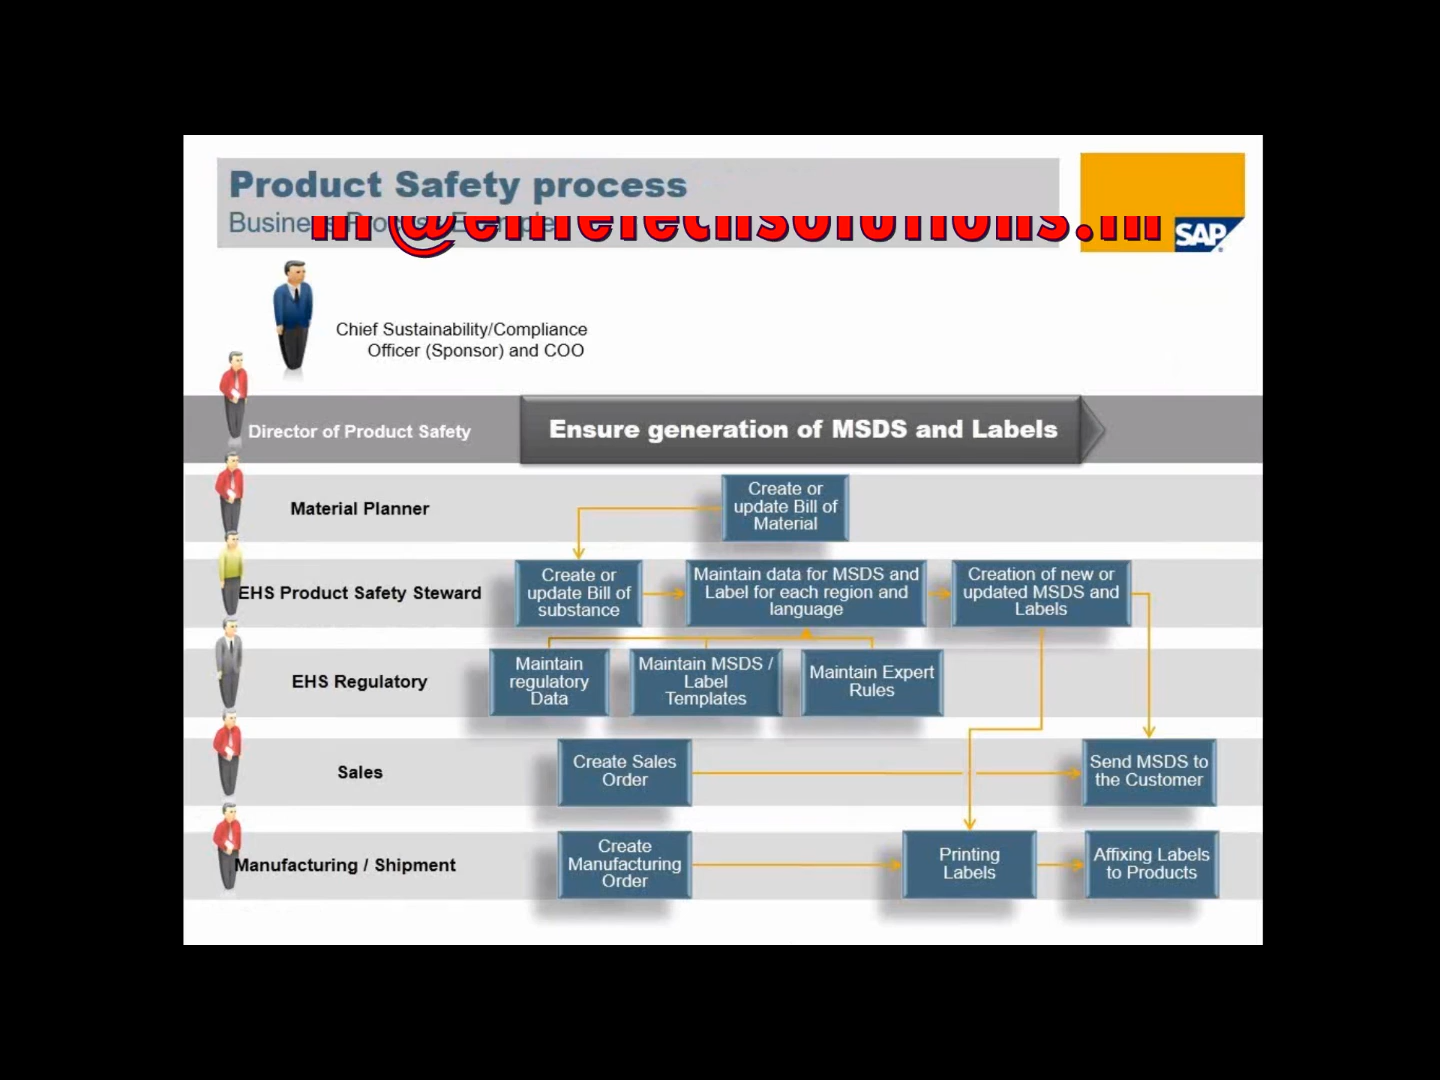 Product Safety process
Business Process Example
SAP
Chief Sustainability/Compliance
Officer (Sponsor) and COO
Director of Product Safety
Ensure generation of MSDS and Labels
Material Planner
Create or
update Bill of
Material
EHS Product Safety Steward
Create or
update Bill of
substance
Maintain data for MSDS and
Label for each region and
language
Creation of new or
updated MSDS and
Labels
EHS Regulatory
Maintain
regulatory
Data
Maintain MSDS /
Label
Templates
Maintain Expert
Rules
Sales
Create Sales
Order
Send MSDS to
the Customer
Manufacturing / Shipment
Create
Manufacturing
Order
Printing
Labels
Affixing Labels
to Products